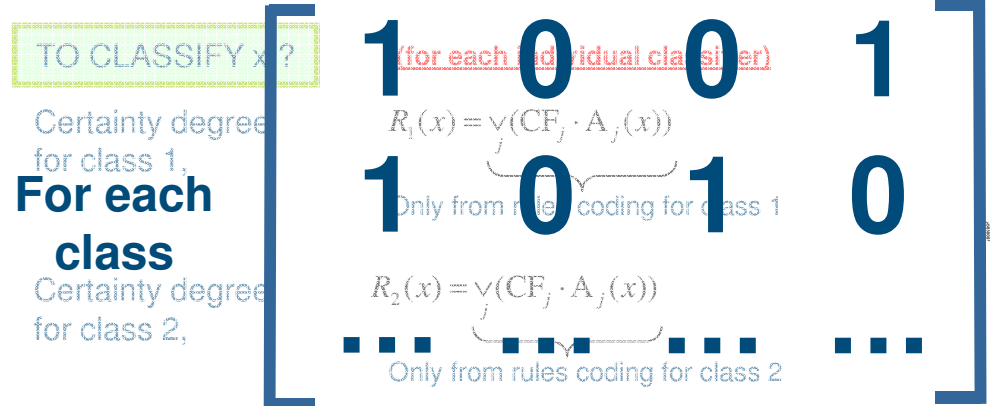 TO CLASSIFY x ?
(for each individual classifier)
1 0 0 1
Certainty degree
for class 1,
R₁(x) = ∨ⱼ(CFⱼ · Aⱼ(x))
Only from rules coding for class 1
For each
class
1 0 1 0
Certainty degree
for class 2,
R₂(x) = ∨ⱼ(CFⱼ · Aⱼ(x))
... ... ... ...
Only from rules coding for class 2